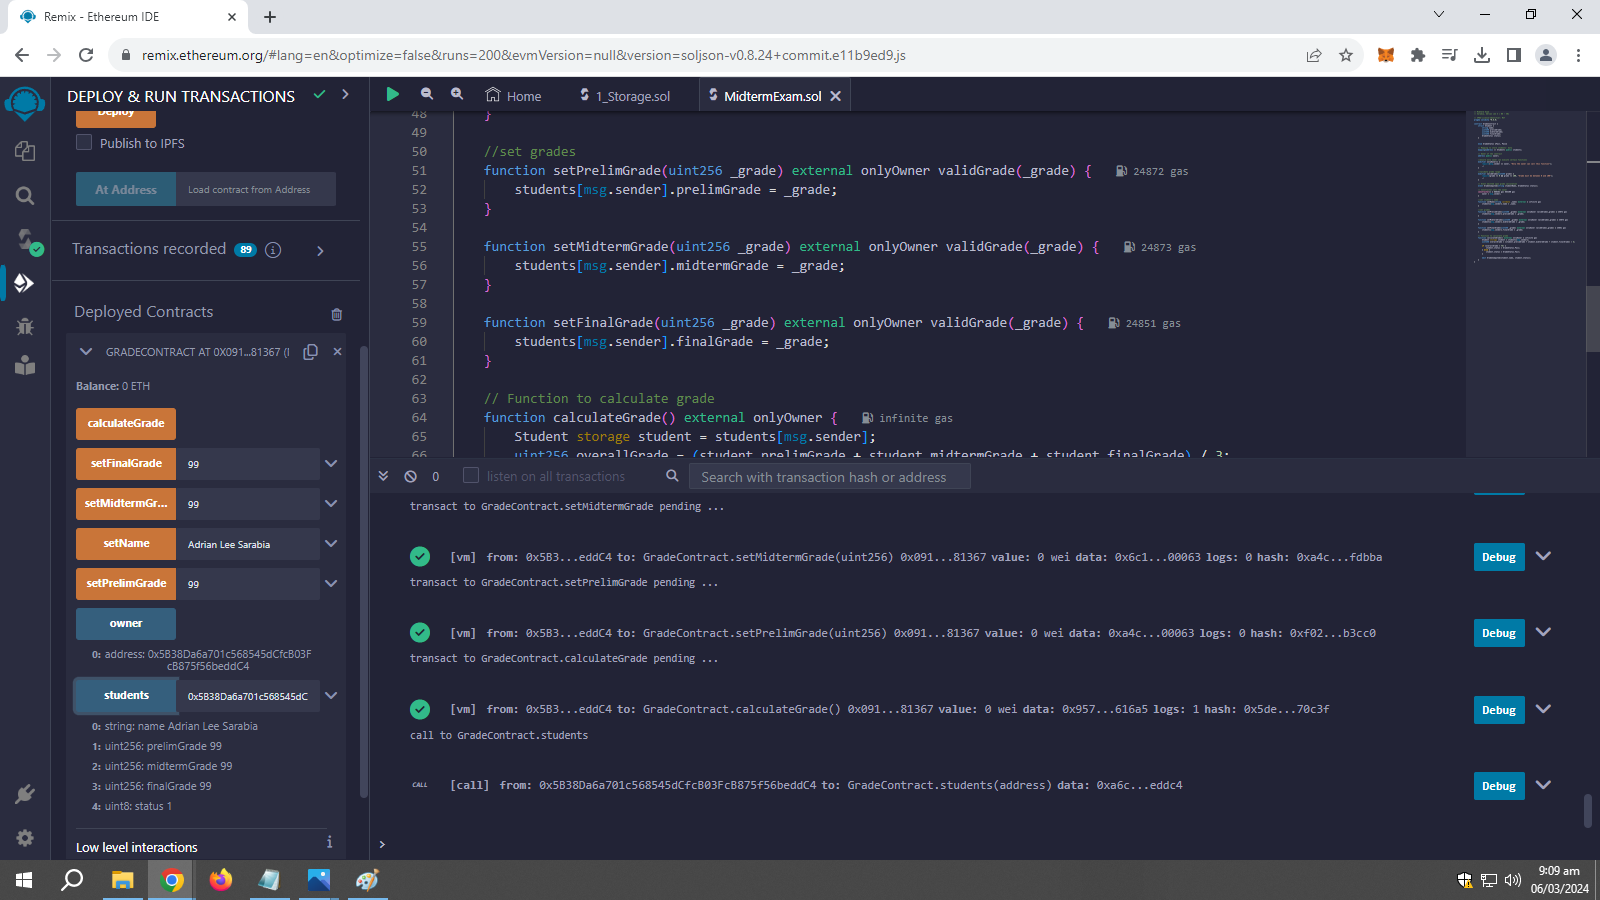 Remix - Ethereum IDE
remix.ethereum.org/#lang=en&optimize=false&runs=200&evmVersion=null&version=soljson-v0.8.24+commit.e11b9ed9.js
DEPLOY & RUN TRANSACTIONS
Home
1_Storage.sol
MidtermExam.sol
Deploy
Publish to IPFS
At Address
Load contract from Address
Transactions recorded 89
Deployed Contracts
GRADECONTRACT AT 0X091...81367 (
Balance: 0 ETH
calculateGrade
setFinalGrade 99
setMidtermGr... 99
setName Adrian Lee Sarabia
setPrelimGrade 99
owner
0: address: 0x5B38Da6a701c568545dCfcB03F
cB875f56beddC4
students 0x5B38Da6a701c568545dC
0: string: name Adrian Lee Sarabia
1: uint256: prelimGrade 99
2: uint256: midtermGrade 99
3: uint256: finalGrade 99
4: uint8: status 1
Low level interactions
48 }
49
50 //set grades
51 function setPrelimGrade(uint256 _grade) external onlyOwner validGrade(_grade) { 24872 gas
52 students[msg.sender].prelimGrade = _grade;
53 }
54
55 function setMidtermGrade(uint256 _grade) external onlyOwner validGrade(_grade) { 24873 gas
56 students[msg.sender].midtermGrade = _grade;
57 }
58
59 function setFinalGrade(uint256 _grade) external onlyOwner validGrade(_grade) { 24851 gas
60 students[msg.sender].finalGrade = _grade;
61 }
62
63 // Function to calculate grade
64 function calculateGrade() external onlyOwner { infinite gas
65 Student storage student = students[msg.sender];
66 uint256 overallGrade = (student.prelimGrade + student.midtermGrade + student.finalGrade) / 3;
0 listen on all transactions Search with transaction hash or address
transact to GradeContract.setMidtermGrade pending ...
[vm] from: 0x5B3...eddC4 to: GradeContract.setMidtermGrade(uint256) 0x091...81367 value: 0 wei data: 0x6c1...00063 logs: 0 hash: 0xa4c...fdbba Debug
transact to GradeContract.setPrelimGrade pending ...
[vm] from: 0x5B3...eddC4 to: GradeContract.setPrelimGrade(uint256) 0x091...81367 value: 0 wei data: 0xa4c...00063 logs: 0 hash: 0xf02...b3cc0 Debug
transact to GradeContract.calculateGrade pending ...
[vm] from: 0x5B3...eddC4 to: GradeContract.calculateGrade() 0x091...81367 value: 0 wei data: 0x957...616a5 logs: 1 hash: 0x5de...70c3f Debug
call to GradeContract.students
CALL [call] from: 0x5B38Da6a701c568545dCfcB03FcB875f56beddC4 to: GradeContract.students(address) data: 0xa6c...eddc4 Debug
>
9:09 am
06/03/2024